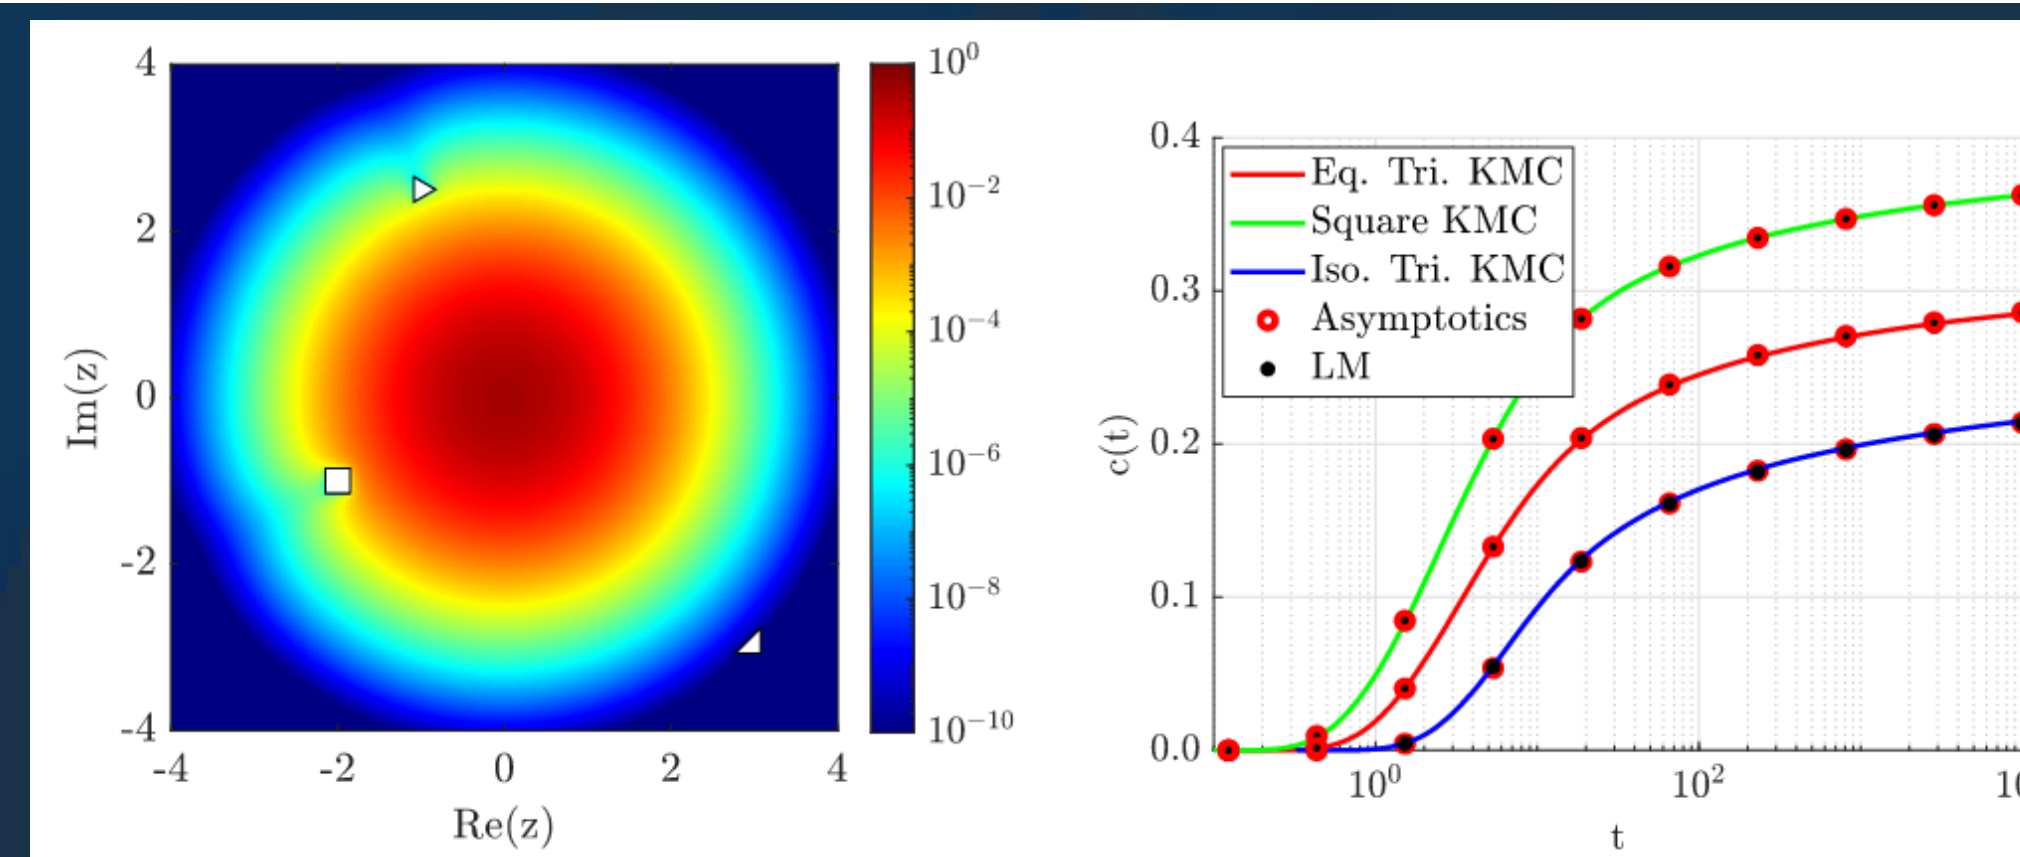 4
2
0
-2
-4
-4
-2
0
2
4
Im(z)
Re(z)
10^0
10^{-2}
10^{-4}
10^{-6}
10^{-8}
10^{-10}
0.4
0.3
0.2
0.1
0.0
c(t)
Eq. Tri. KMC
Square KMC
Iso. Tri. KMC
Asymptotics
LM
10^0
10^2
t